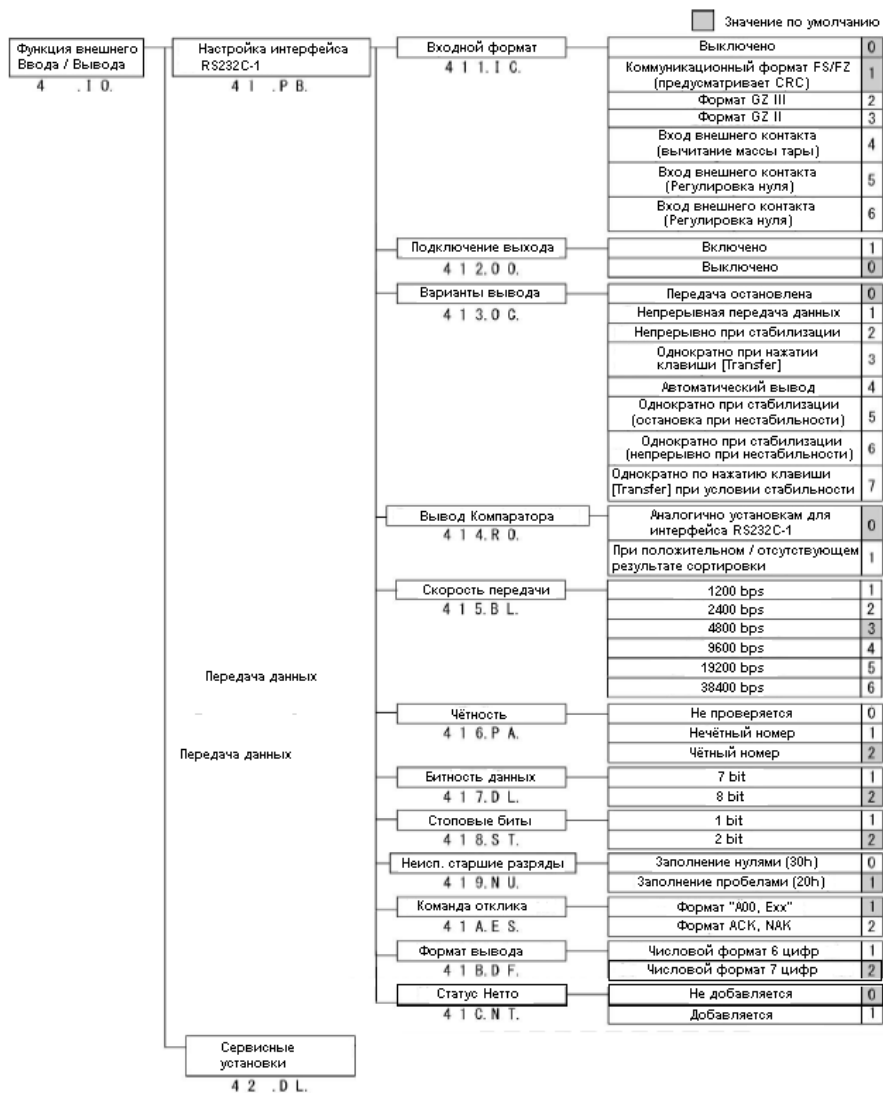 Значение по умолчанию
Функция внешнего
Ввода / Вывода
4 .I O.
Настройка интерфейса
RS232C-1
4 1 .P B.
Входной формат
4 1 1.I C.
Выключено 0
Коммуникационный формат FS/FZ
(предусматривает CRC) 1
Формат GZ III 2
Формат GZ II 3
Вход внешнего контакта
(вычитание массы тары) 4
Вход внешнего контакта
(Регулировка нуля) 5
Вход внешнего контакта
(Регулировка нуля) 6
Подключение выхода
4 1 2.O O.
Включено 1
Выключено 0
Варианты вывода
4 1 3.O C.
Передача остановлена 0
Непрерывная передача данных 1
Непрерывно при стабилизации 2
Однократно при нажатии
клавиши [Transfer] 3
Автоматический вывод 4
Однократно при стабилизации
(остановка при нестабильности) 5
Однократно при стабилизации
(непрерывно при нестабильности) 6
Однократно по нажатию клавиши
[Transfer] при условии стабильности 7
Вывод Компаратора
4 1 4.R O.
Аналогично установкам для
интерфейса RS232C-1 0
При положительном / отсутствующем
результате сортировки 1
Скорость передачи
4 1 5.B L.
1200 bps 1
2400 bps 2
4800 bps 3
9600 bps 4
19200 bps 5
38400 bps 6
Передача данных
Передача данных
Чётность
4 1 6.P A.
Не проверяется 0
Нечётный номер 1
Чётный номер 2
Битность данных
4 1 7.D L.
7 bit 1
8 bit 2
Стоповые биты
4 1 8.S T.
1 bit 1
2 bit 2
Неисп. старшие разряды
4 1 9.N U.
Заполнение нулями (30h) 0
Заполнение пробелами (20h) 1
Команда отклика
4 1 A.E S.
Формат "A00, Exx" 1
Формат ACK, NAK 2
Формат вывода
4 1 B.D F.
Числовой формат 6 цифр 1
Числовой формат 7 цифр 2
Статус Нетто
4 1 C.N T.
Не добавляется 0
Добавляется 1
Сервисные
установки
4 2 .D L.